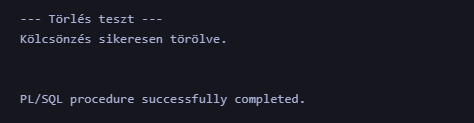 --- Törlés teszt ---
Kölcsönzés sikeresen törölve.
PL/SQL procedure successfully completed.